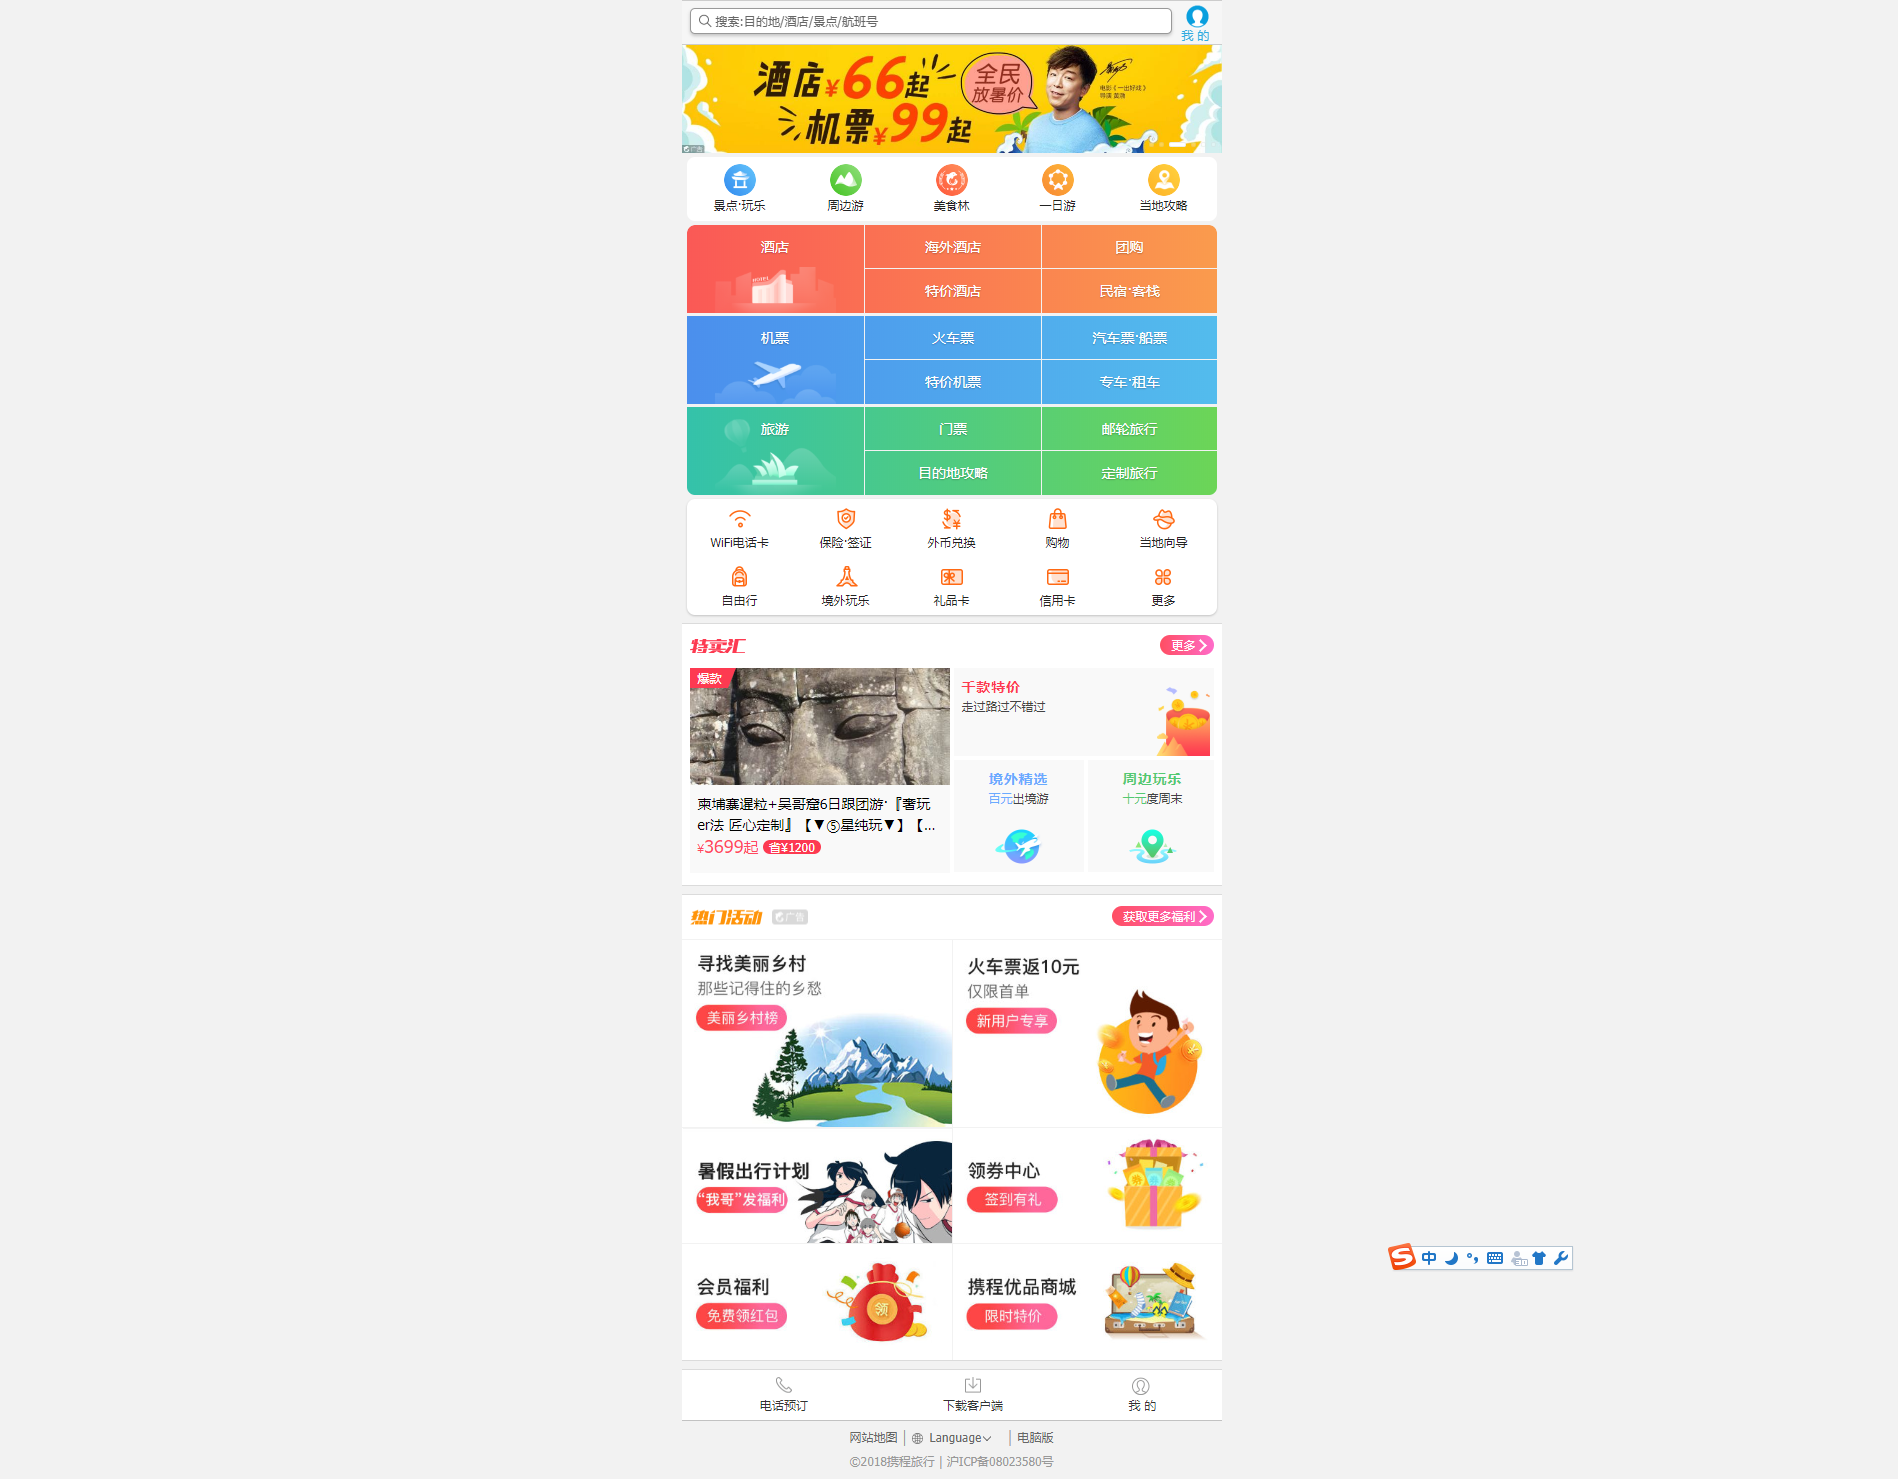 搜索:目的地/酒店/景点/航班号
我 的
酒店¥66起
机票¥99起
全民
放暑价
电影《一出好戏》
导演 黄渤
广告
景点·玩乐
周边游
美食林
一日游
当地攻略
酒店
海外酒店
团购
HOTEL
特价酒店
民宿·客栈
机票
火车票
汽车票·船票
特价机票
专车·租车
旅游
门票
邮轮旅行
目的地攻略
定制旅行
WiFi电话卡
保险·签证
外币兑换
购物
当地向导
自由行
境外玩乐
礼品卡
信用卡
更多
特卖汇
更多
爆款
柬埔寨暹粒+吴哥窟6日跟团游·『奢玩
er法 匠心定制』【▼⑤星纯玩▼】【...
¥3699起 省¥1200
千款特价
走过路过不错过
境外精选
百元出境游
周边玩乐
十元度周末
热门活动
广告
获取更多福利
寻找美丽乡村
那些记得住的乡愁
美丽乡村榜
火车票返10元
仅限首单
新用户专享
暑假出行计划
“我哥”发福利
领券中心
签到有礼
会员福利
免费领红包
领
携程优品商城
限时特价
中
电话预订
下载客户端
我 的
网站地图
Language
电脑版
©2018携程旅行 | 沪ICP备08023580号